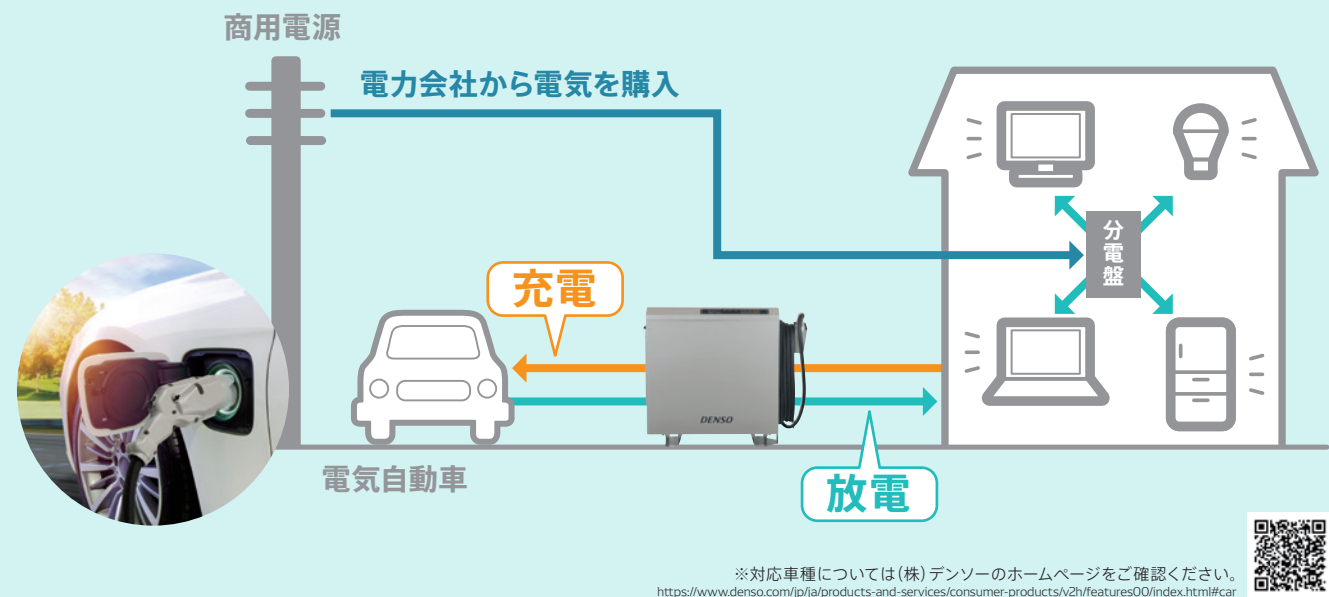 商用電源
電力会社から電気を購入
分電盤
充電
DENSO
放電
電気自動車
※対応車種については(株)デンソーのホームページをご確認ください。
https://www.denso.com/jp/ja/products-and-services/consumer-products/v2h/features00/index.html#car